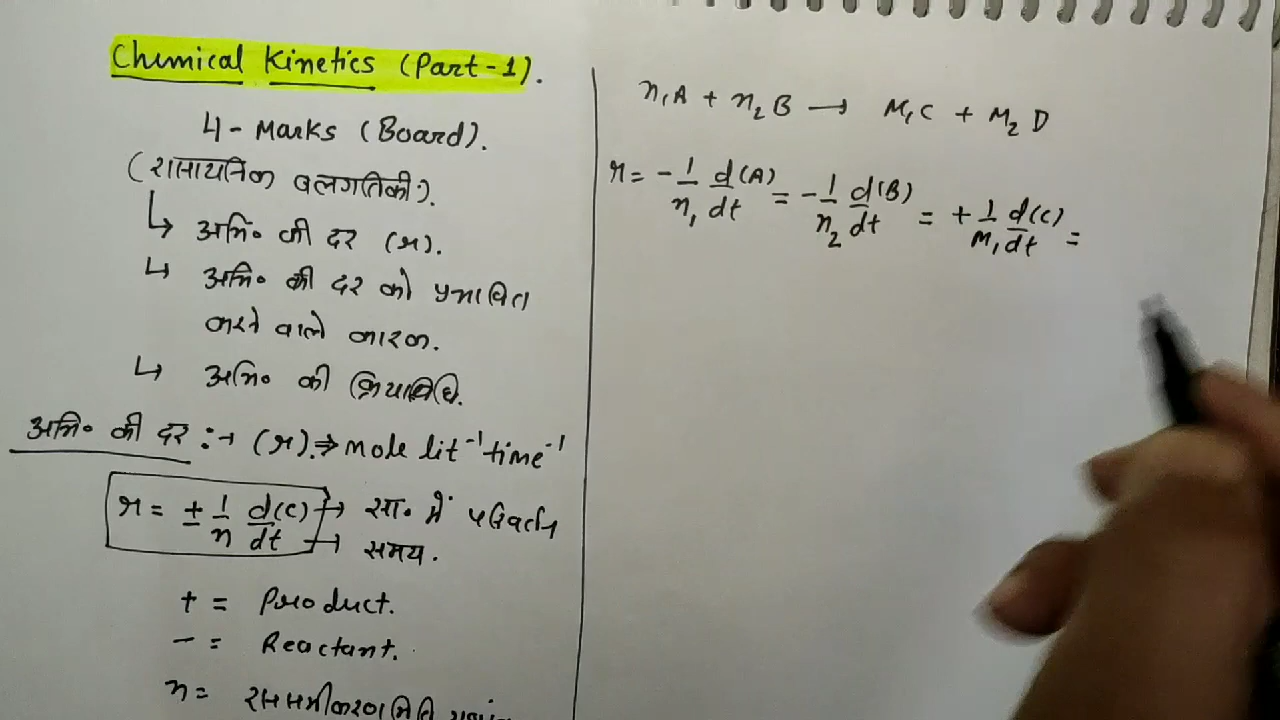 Chemical Kinetics (Part-1).
4-Marks (Board).
(रासायनिक बलगतिकी).
↳ अभि० की दर (r).
↳ अभि० की दर को प्रभावित
करने वाले कारक.
↳ अभि० की क्रियाविधि.
अभि० की दर :→ (r).⇒ mole lit⁻¹ time⁻¹
r = ± 1/n d(C)/dt → सा० में परिवर्तन
→ समय.
+ = Product.
- = Reactant.
n = रससमीकरणमिति
n₁A + n₂B → M₁C + M₂D
r = -1/n₁ d(A)/dt = -1/n₂ d(B)/dt = +1/M₁ d(C)/dt =